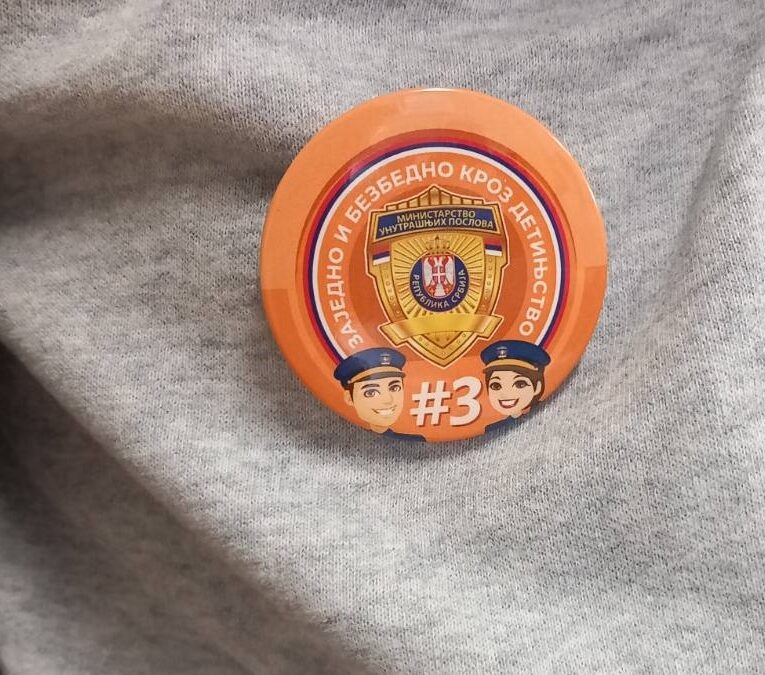 ЗАЈЕДНО И БЕЗБЕДНО КРОЗ ДЕТИЊСТВО
МИНИСТАРСТВО
УНУТРАШЊИХ ПОСЛОВА
РЕПУБЛИКА СРБИЈА
#3